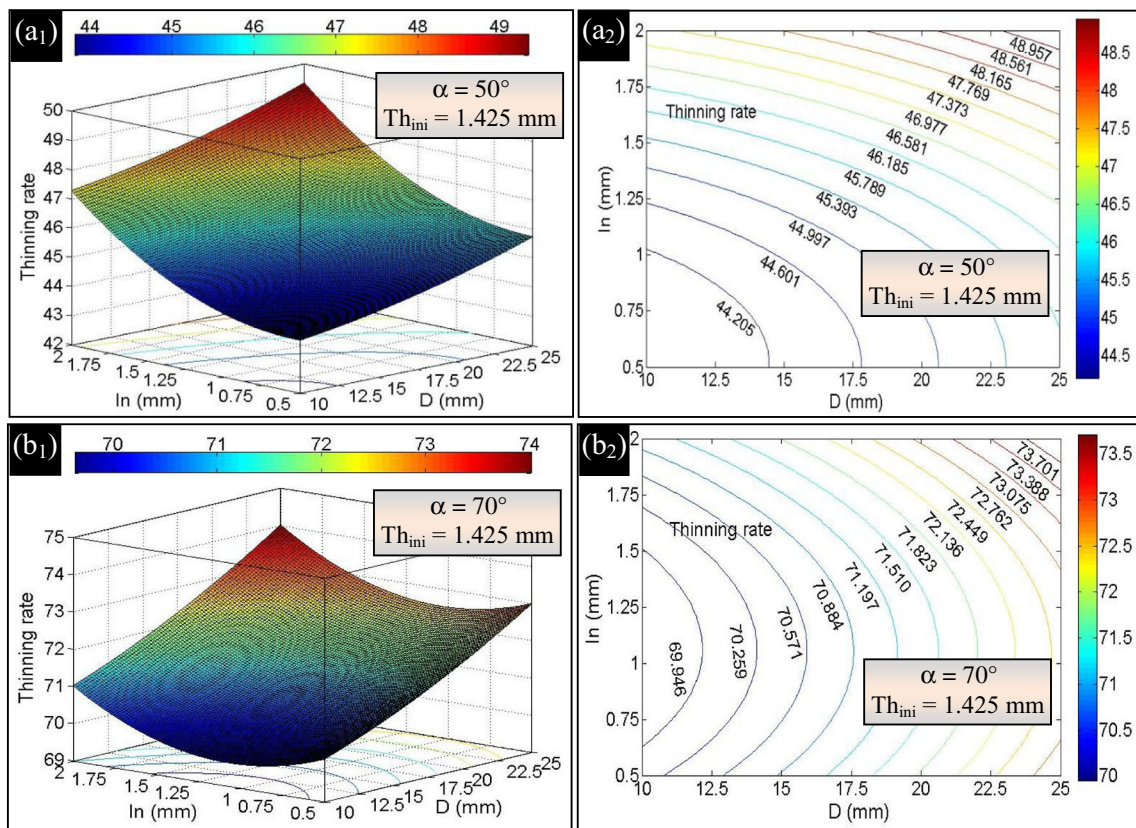 (a1)
44 45 46 47 48 49
α = 50°
Thini = 1.425 mm
Thinning rate
50
49
48
47
46
45
44
43
42
2 1.75 1.5 1.25 1 0.75 0.5
In (mm)
10 12.5 15 17.5 20 22.5 25
D (mm)
(a2)
2
1.75
1.5
1.25
1
0.75
0.5
In (mm)
Thinning rate
48.957
48.561
48.165
47.769
47.373
46.977
46.581
46.185
45.789
45.393
44.997
44.601
44.205
α = 50°
Thini = 1.425 mm
10 12.5 15 17.5 20 22.5 25
D (mm)
48.5
48
47.5
47
46.5
46
45.5
45
44.5
(b1)
70 71 72 73 74
α = 70°
Thini = 1.425 mm
Thinning rate
75
74
73
72
71
70
69
2 1.75 1.5 1.25 1 0.75 0.5
In (mm)
10 12.5 15 17.5 20 22.5 25
D (mm)
(b2)
2
1.75
1.5
1.25
1
0.75
0.5
In (mm)
Thinning rate
73.701
73.388
73.075
72.762
72.449
72.136
71.823
71.510
71.197
70.884
70.571
70.259
69.946
α = 70°
Thini = 1.425 mm
10 12.5 15 17.5 20 22.5 25
D (mm)
73.5
73
72.5
72
71.5
71
70.5
70